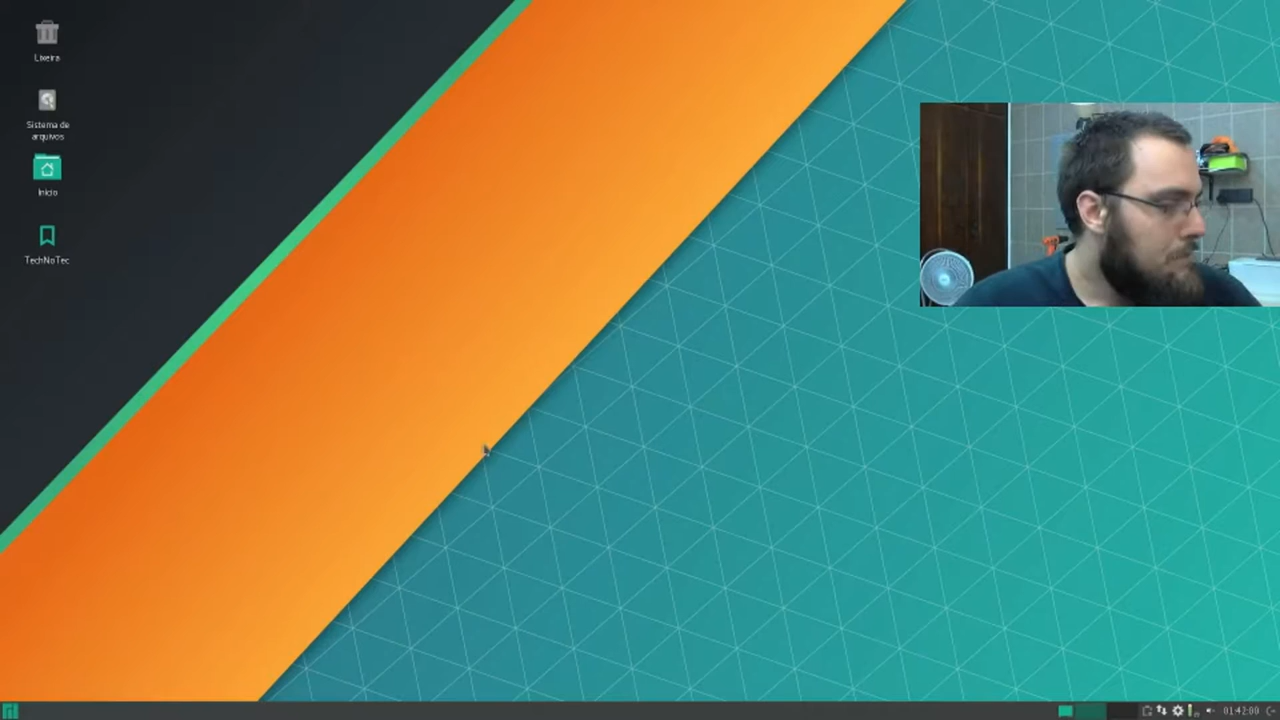 Lixeira
Sistema de
arquivos
Início
TechNoTec
01:42:00